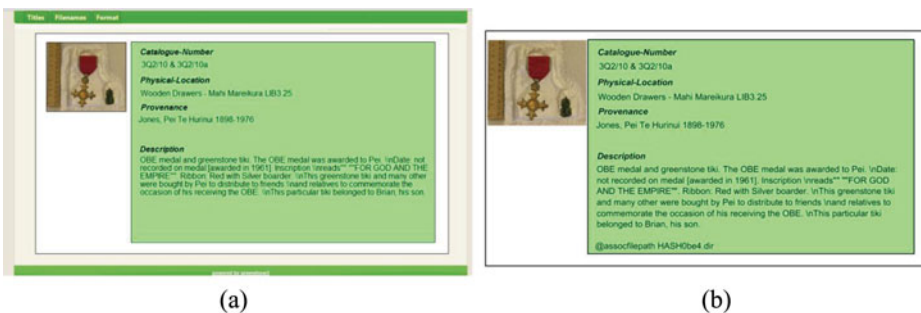 Titles Filenames Format
Catalogue-Number
3Q2/10 & 3Q2/10a
Physical-Location
Wooden Drawers - Mahi Mareikura LIB3.25
Provenance
Jones, Pei Te Hurinui 1898-1976
Description
OBE medal and greenstone tiki. The OBE medal was awarded to Pei. \nDate: not
recorded on medal [awarded in 1961]. Inscription \nreads"" ""FOR GOD AND THE
EMPIRE"". Ribbon: Red with Silver boarder. \nThis greenstone tiki and many other
were bought by Pei to distribute to friends \nand relatives to commemorate the
occasion of his receiving the OBE. \nThis particular tiki belonged to Brian, his son.
powered by greenstone3
(a)
Catalogue-Number
3Q2/10 & 3Q2/10a
Physical-Location
Wooden Drawers - Mahi Mareikura LIB3.25
Provenance
Jones, Pei Te Hurinui 1898-1976
Description
OBE medal and greenstone tiki. The OBE medal was awarded to Pei. \nDate:
not recorded on medal [awarded in 1961]. Inscription \nreads"" ""FOR GOD
AND THE EMPIRE"". Ribbon: Red with Silver boarder. \nThis greenstone tiki
and many other were bought by Pei to distribute to friends \nand relatives to
commemorate the occasion of his receiving the OBE. \nThis particular tiki
belonged to Brian, his son.
@assocfilepath HASH0be4.dir
(b)